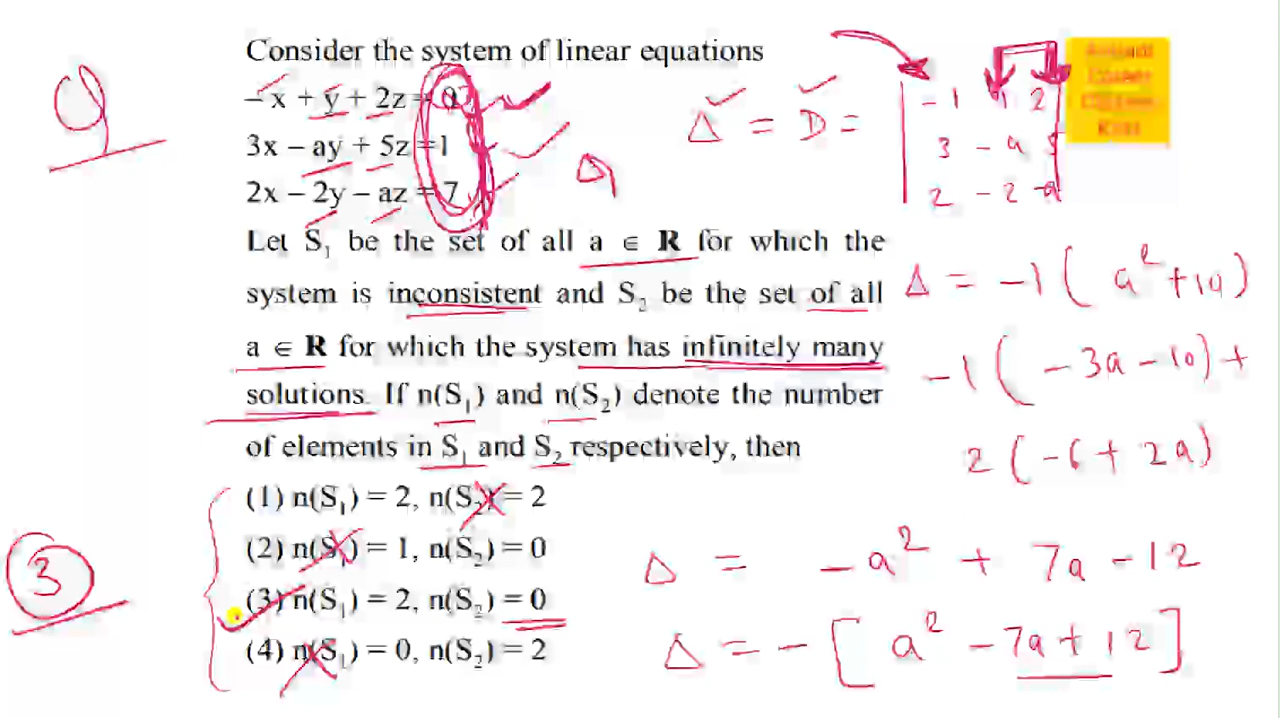 Consider the system of linear equations
-x + y + 2z = 0
3x – ay + 5z = 1
2x – 2y – az = 7
Let S₁ be the set of all a ∈ R for which the
system is inconsistent and S₂ be the set of all
a ∈ R for which the system has infinitely many
solutions. If n(S₁) and n(S₂) denote the number
of elements in S₁ and S₂ respectively, then
(1) n(S₁) = 2, n(S₂) = 2
(2) n(S₁) = 1, n(S₂) = 0
(3) n(S₁) = 2, n(S₂) = 0
(4) n(S₁) = 0, n(S₂) = 2
3
Δ₁
Δ = D =
-1 1 2
3 -a 5
2 -2 -a
Δ = -1 ( a² + 10 )
-1 ( -3a - 10 ) +
2 ( -6 + 2a )
Δ = -a² + 7a - 12
Δ = - [ a² - 7a + 12 ]